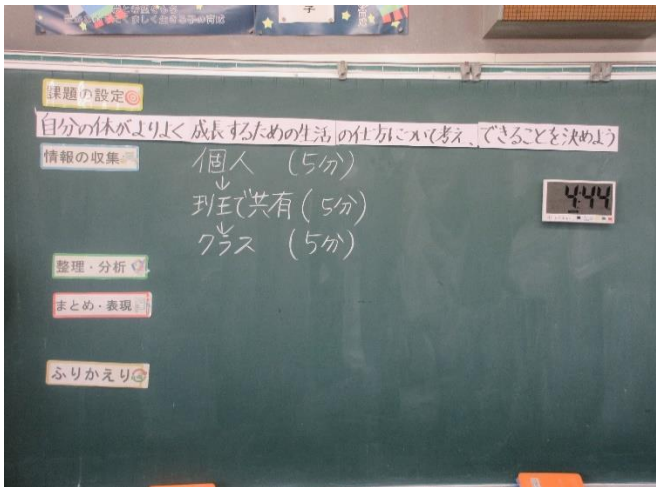 学
課題の設定
自分の体がよりよく成長するための生活の仕方について考え、できることを決めよう
情報の収集
個人 (5分)
↓
班で共有(5分)
↓
クラス (5分)
4:44
整理・分析
まとめ・表現
ふりかえり